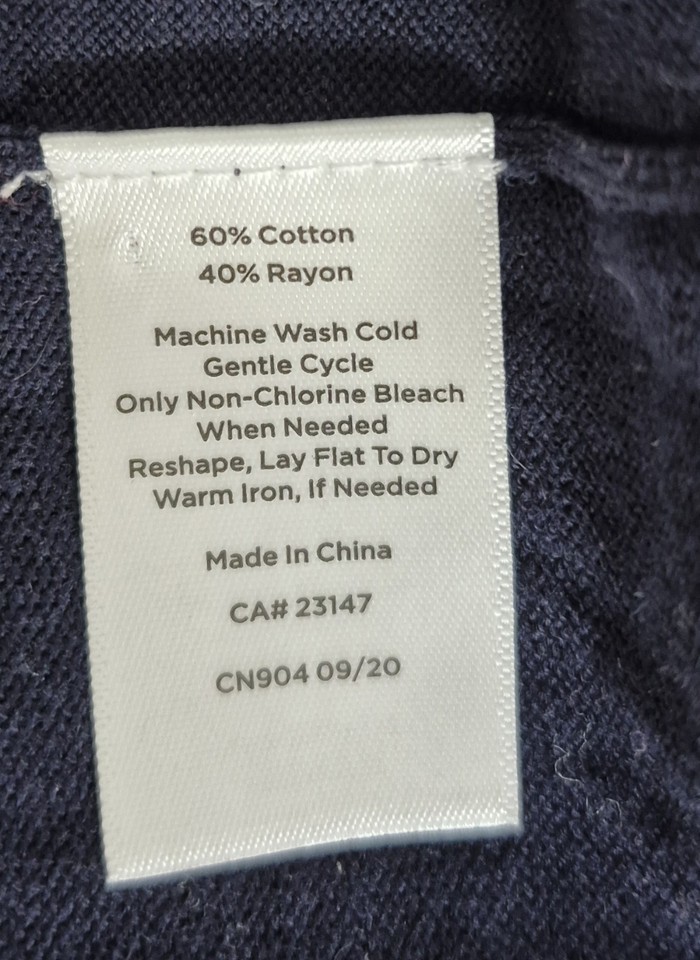 60% Cotton
40% Rayon
Machine Wash Cold
Gentle Cycle
Only Non-Chlorine Bleach
When Needed
Reshape, Lay Flat To Dry
Warm Iron, If Needed
Made In China
CA# 23147
CN904 09/20